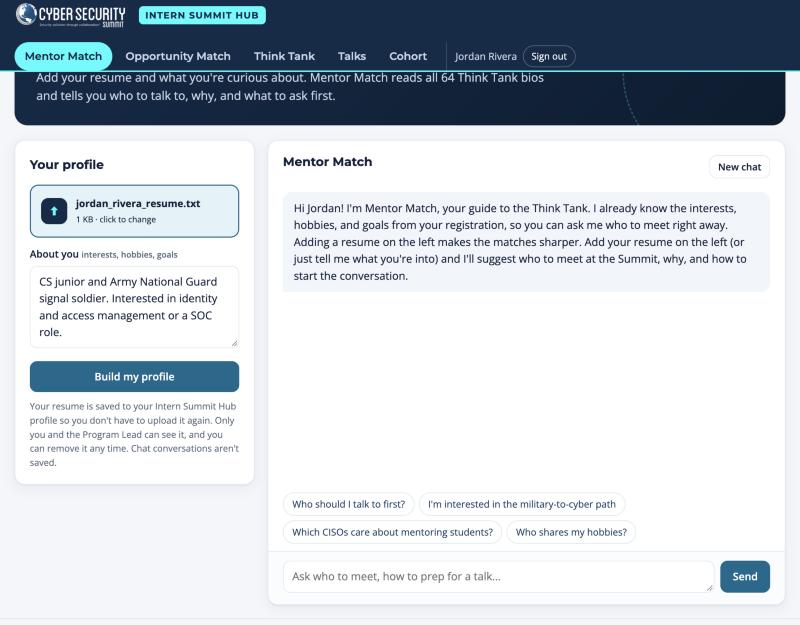 CYBER SECURITY
SUMMIT
INTERN SUMMIT HUB
Mentor Match
Opportunity Match
Think Tank
Talks
Cohort
Jordan Rivera
Sign out
Add your resume and what you're curious about. Mentor Match reads all 64 Think Tank bios
and tells you who to talk to, why, and what to ask first.
Your profile
jordan_rivera_resume.txt
1 KB · click to change
About you interests, hobbies, goals
CS junior and Army National Guard
signal soldier. Interested in identity
and access management or a SOC
role.
Build my profile
Your resume is saved to your Intern Summit Hub
profile so you don't have to upload it again. Only
you and the Program Lead can see it, and you
can remove it any time. Chat conversations aren't
saved.
Mentor Match
New chat
Hi Jordan! I'm Mentor Match, your guide to the Think Tank. I already know the interests,
hobbies, and goals from your registration, so you can ask me who to meet right away.
Adding a resume on the left makes the matches sharper. Add your resume on the left (or
just tell me what you're into) and I'll suggest who to meet at the Summit, why, and how to
start the conversation.
Who should I talk to first?
I'm interested in the military-to-cyber path
Which CISOs care about mentoring students?
Who shares my hobbies?
Ask who to meet, how to prep for a talk...
Send